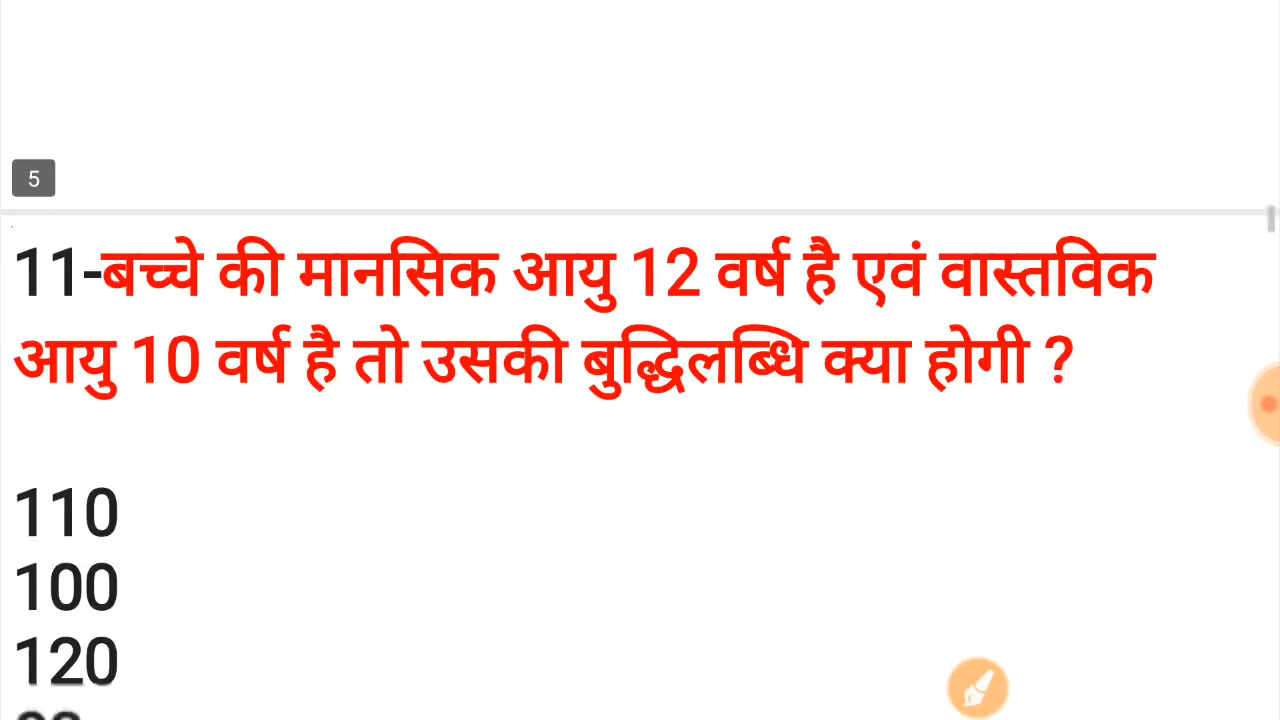 5
11-बच्चे की मानसिक आयु 12 वर्ष है एवं वास्तविक
आयु 10 वर्ष है तो उसकी बुद्धिलब्धि क्या होगी ?
110
100
120